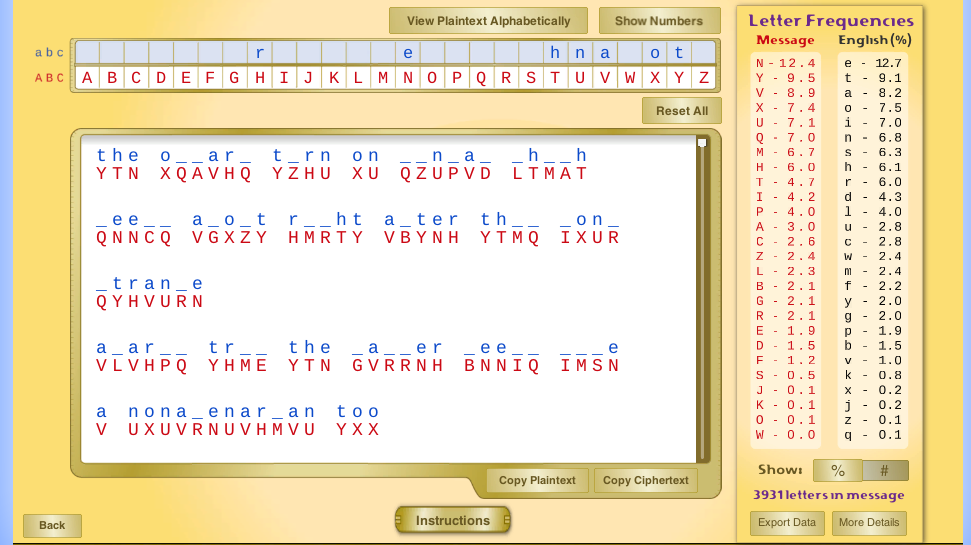 View Plaintext Alphabetically Show Numbers
a b c r e h n a o t
A B C A B C D E F G H I J K L M N O P Q R S T U V W X Y Z
Reset All
the o__ar_ t_rn on __n_a_ _h__h
YTN XQAVHQ YZHU XU QZUPVD LTMAT
_ee__ a_o_t r__ht a_ter th__ _on_
QNNCQ VGXZY HMRTY VBYNH YTMQ IXUR
_tran_e
QYHVURN
a_ar__ tr__ the _a__er _ee__ ___e
VLVHPQ YHME YTN GVRRNH BNNIQ IMSN
a nona_enar_an too
V UXUVRNUVHMVU YXX
Copy Plaintext Copy Ciphertext
Back
Instructions
Letter Frequencies
Message English (%)
N - 12.4 e - 12.7
Y - 9.5 t - 9.1
V - 8.9 a - 8.2
X - 7.4 o - 7.5
U - 7.1 i - 7.0
Q - 7.0 n - 6.8
M - 6.7 s - 6.3
H - 6.0 h - 6.1
T - 4.7 r - 6.0
I - 4.2 d - 4.3
P - 4.0 l - 4.0
A - 3.0 u - 2.8
C - 2.6 c - 2.8
Z - 2.4 w - 2.4
L - 2.3 m - 2.4
B - 2.1 f - 2.2
G - 2.1 y - 2.0
R - 2.1 g - 2.0
E - 1.9 p - 1.9
D - 1.5 b - 1.5
F - 1.2 v - 1.0
S - 0.5 k - 0.8
J - 0.1 x - 0.2
K - 0.1 j - 0.2
O - 0.1 z - 0.1
W - 0.0 q - 0.1
Show: % #
3931 letters in message
Export Data More Details